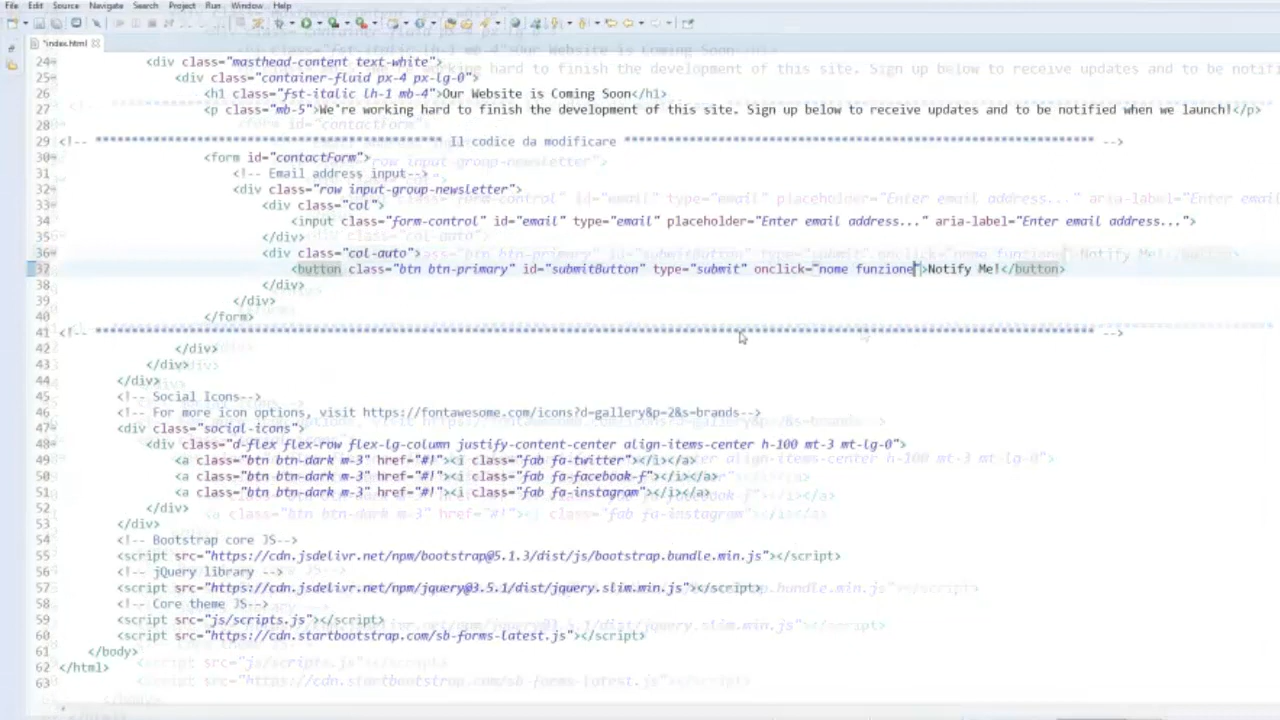 File Edit Source Navigate Search Project Run Window Help
*index.html
24 <div class="masthead-content text-white">
25 <div class="container-fluid px-4 px-lg-0">
26 <h1 class="fst-italic lh-1 mb-4">Our Website is Coming Soon</h1>
27 <p class="mb-5">We're working hard to finish the development of this site. Sign up below to receive updates and to be notified when we launch!</p>
28
29 <!-- *********************************************** Il codice da modificare **************************************************************** -->
30 <form id="contactForm">
31 <!-- Email address input-->
32 <div class="row input-group-newsletter">
33 <div class="col">
34 <input class="form-control" id="email" type="email" placeholder="Enter email address..." aria-label="Enter email address...">
35 </div>
36 <div class="col-auto">
37 <button class="btn btn-primary" id="submitButton" type="submit" onclick="nome funzione">Notify Me!</button>
38 </div>
39 </div>
40 </form>
41 <!-- ***************************************************************************************************************************************** -->
42 </div>
43 </div>
44 </div>
45 <!-- Social Icons-->
46 <!-- For more icon options, visit https://fontawesome.com/icons?d=gallery&p=2&s=brands-->
47 <div class="social-icons">
48 <div class="d-flex flex-row flex-lg-column justify-content-center align-items-center h-100 mt-3 mt-lg-0">
49 <a class="btn btn-dark m-3" href="#!"><i class="fab fa-twitter"></i></a>
50 <a class="btn btn-dark m-3" href="#!"><i class="fab fa-facebook-f"></i></a>
51 <a class="btn btn-dark m-3" href="#!"><i class="fab fa-instagram"></i></a>
52 </div>
53 </div>
54 <!-- Bootstrap core JS-->
55 <script src="https://cdn.jsdelivr.net/npm/bootstrap@5.1.3/dist/js/bootstrap.bundle.min.js"></script>
56 <!-- jQuery library -->
57 <script src="https://cdn.jsdelivr.net/npm/jquery@3.5.1/dist/jquery.slim.min.js"></script>
58 <!-- Core theme JS-->
59 <script src="js/scripts.js"></script>
60 <script src="https://cdn.startbootstrap.com/sb-forms-latest.js"></script>
61 </body>
62 </html>
63